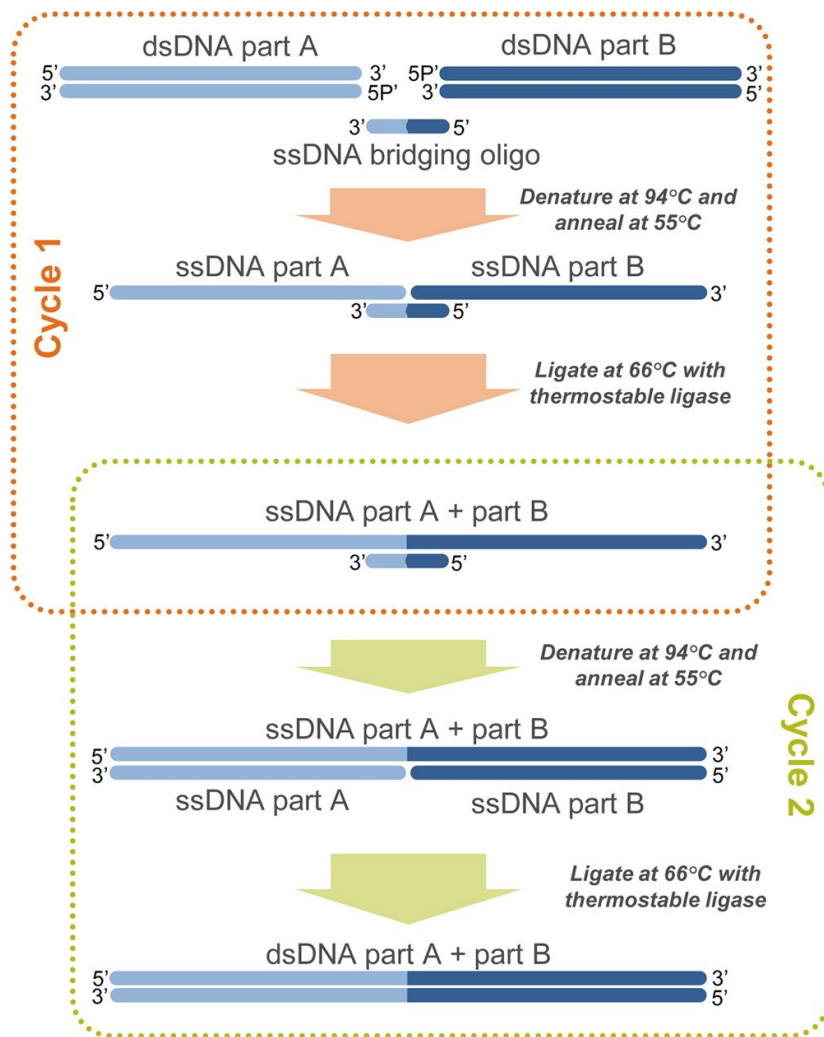 dsDNA part A dsDNA part B
5’ 3’ 5P’ 3’
3’ 5P’ 3’ 5’
3’ 5’
ssDNA bridging oligo
Denature at 94°C and
anneal at 55°C
Cycle 1
ssDNA part A ssDNA part B
5’ 3’
3’ 5’
Ligate at 66°C with
thermostable ligase
ssDNA part A + part B
5’ 3’
3’ 5’
Denature at 94°C and
anneal at 55°C
Cycle 2
ssDNA part A + part B
5’ 3’
3’ 5’
ssDNA part A ssDNA part B
Ligate at 66°C with
thermostable ligase
dsDNA part A + part B
5’ 3’
3’ 5’